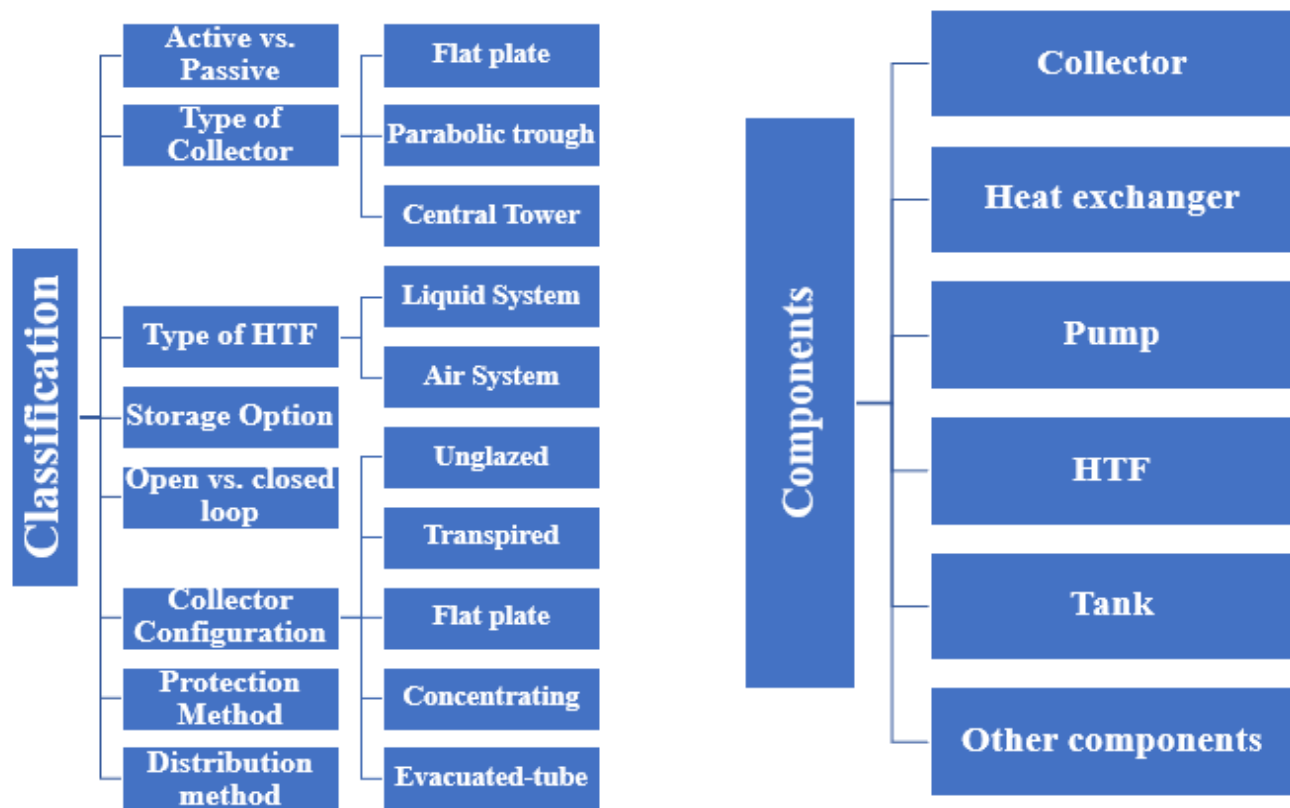 Classification
Active vs.
Passive
Type of
Collector
Flat plate
Parabolic trough
Central Tower
Type of HTF
Liquid System
Air System
Storage Option
Open vs. closed
loop
Collector
Configuration
Unglazed
Transpired
Flat plate
Concentrating
Evacuated-tube
Protection
Method
Distribution
method
Components
Collector
Heat exchanger
Pump
HTF
Tank
Other components